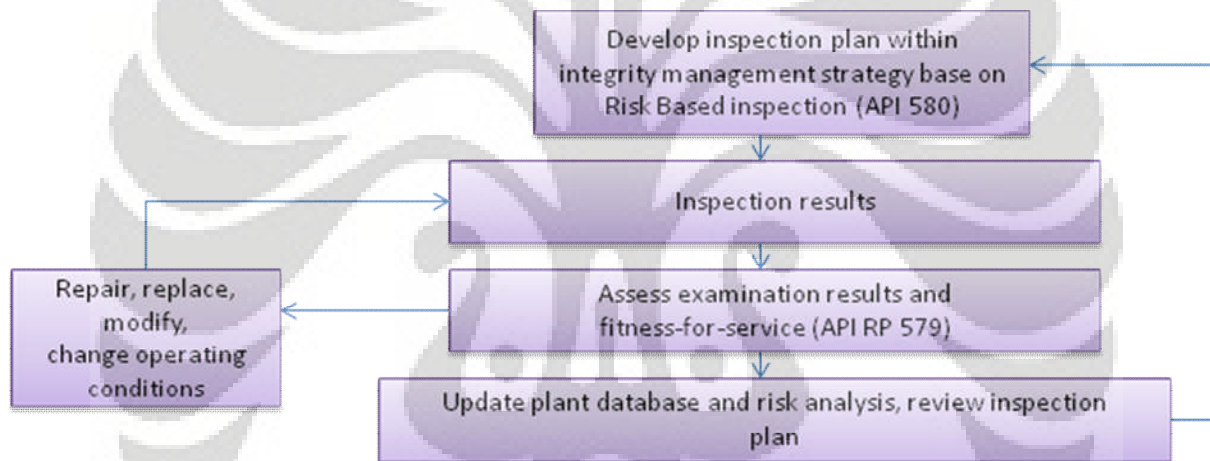 Develop inspection plan within
integrity management strategy base on
Risk Based inspection (API 580)
Inspection results
Repair, replace,
modify,
change operating
conditions
Assess examination results and
fitness-for-service (API RP 579)
Update plant database and risk analysis, review inspection
plan